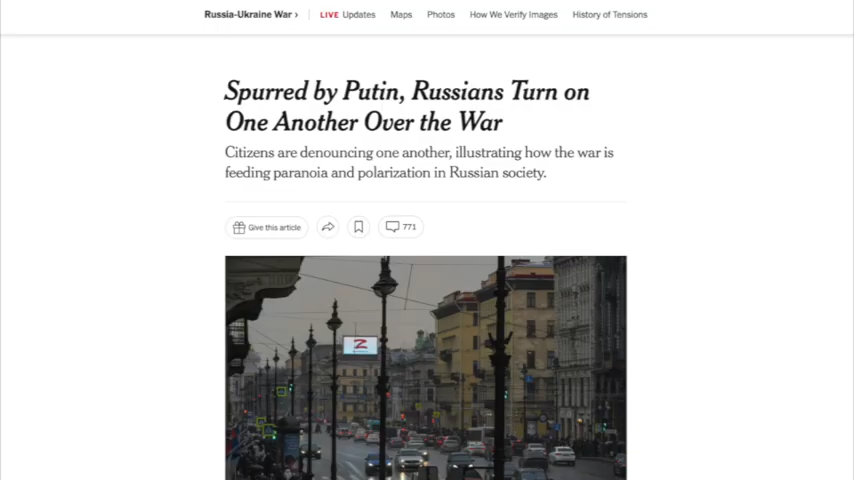 Russia-Ukraine War › LIVE Updates Maps Photos How We Verify Images History of Tensions
Spurred by Putin, Russians Turn on
One Another Over the War
Citizens are denouncing one another, illustrating how the war is
feeding paranoia and polarization in Russian society.
Give this article 771
Z